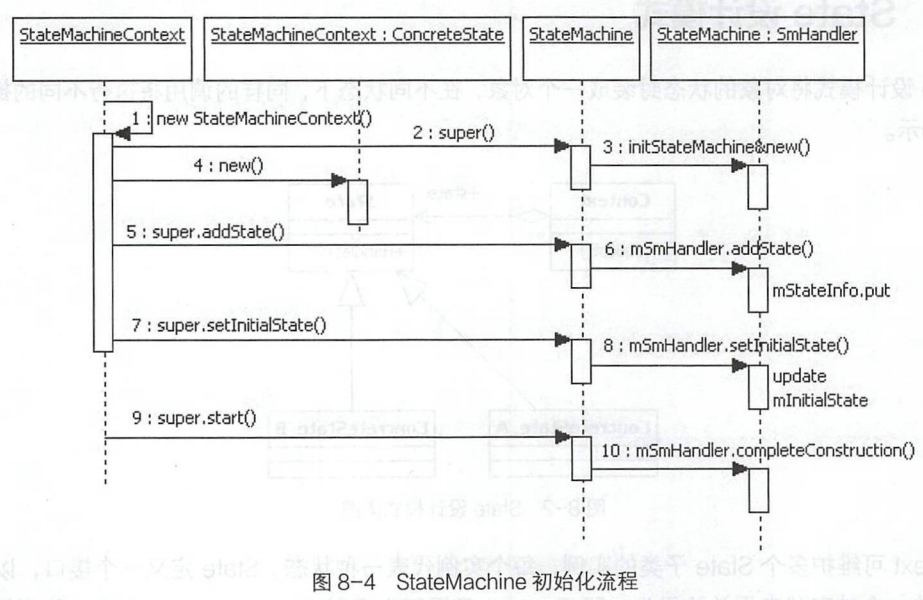 StateMachineContext
StateMachineContext : ConcreteState
StateMachine
StateMachine : SmHandler
1 : new StateMachineContext()
2 : super()
3 : initStateMachine&new()
4 : new()
5 : super.addState()
6 : mSmHandler.addState()
mStateInfo.put
7 : super.setInitialState()
8 : mSmHandler.setInitialState()
update
mInitialState
9 : super.start()
10 : mSmHandler.completeConstruction()
图 8-4 StateMachine 初始化流程